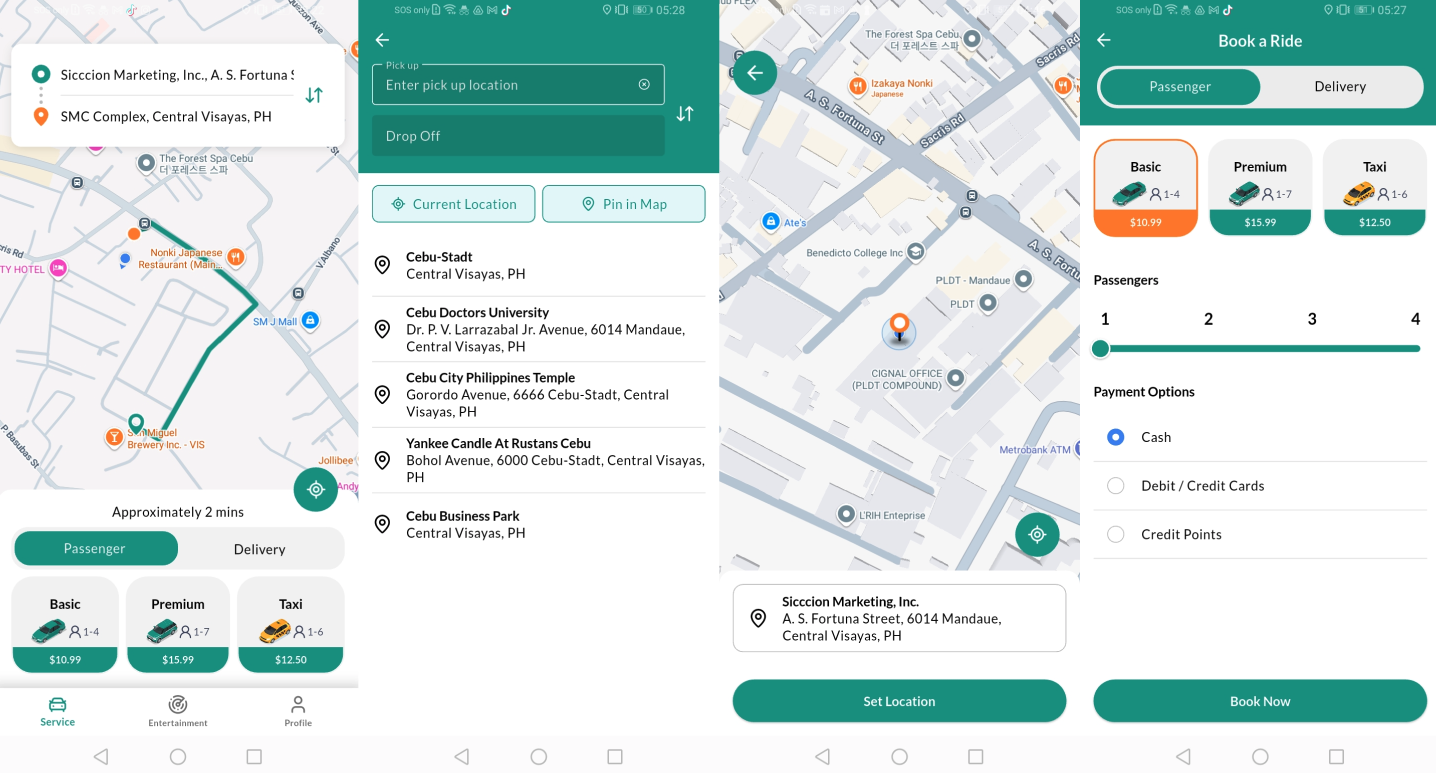 Quezon Ave
Sicccion Marketing, Inc., A. S. Fortuna S
SMC Complex, Central Visayas, PH
The Forest Spa Cebu
더 포레스트 스파
Nonki Japanese
Restaurant (Main...
TY HOTEL
V.Albano
SM J Mall
San Miguel
Brewery Inc. - VIS
P. Basubas St
Jollibee
Andy
Approximately 2 mins
Passenger
Delivery
Basic
1-4
$10.99
Premium
1-7
$15.99
Taxi
1-6
$12.50
Service
Entertainment
Profile
SOS only
50
05:28
Pick up
Enter pick up location
Drop Off
Current Location
Pin in Map
Cebu-Stadt
Central Visayas, PH
Cebu Doctors University
Dr. P. V. Larrazabal Jr. Avenue, 6014 Mandaue,
Central Visayas, PH
Cebu City Philippines Temple
Gorordo Avenue, 6666 Cebu-Stadt, Central
Visayas, PH
Yankee Candle At Rustans Cebu
Bohol Avenue, 6000 Cebu-Stadt, Central Visayas,
PH
Cebu Business Park
Central Visayas, PH
FLEX
The Forest Spa Cebu
더 포레스트 스파
Sacris Rd
Izakaya Nonki
Japanese
A. S. Fortuna St
Sacris Rd
Ate's
Benedicto College Inc
A. S. Fortu
PLDT - Mandaue
PLDT
CIGNAL OFFICE
(PLDT COMPOUND)
Metrobank ATM
L'RIH Enteprise
Sicccion Marketing, Inc.
A. S. Fortuna Street, 6014 Mandaue,
Central Visayas, PH
Set Location
SOS only
50
05:27
Book a Ride
Passenger
Delivery
Basic
1-4
$10.99
Premium
1-7
$15.99
Taxi
1-6
$12.50
Passengers
1
2
3
4
Payment Options
Cash
Debit / Credit Cards
Credit Points
Book Now